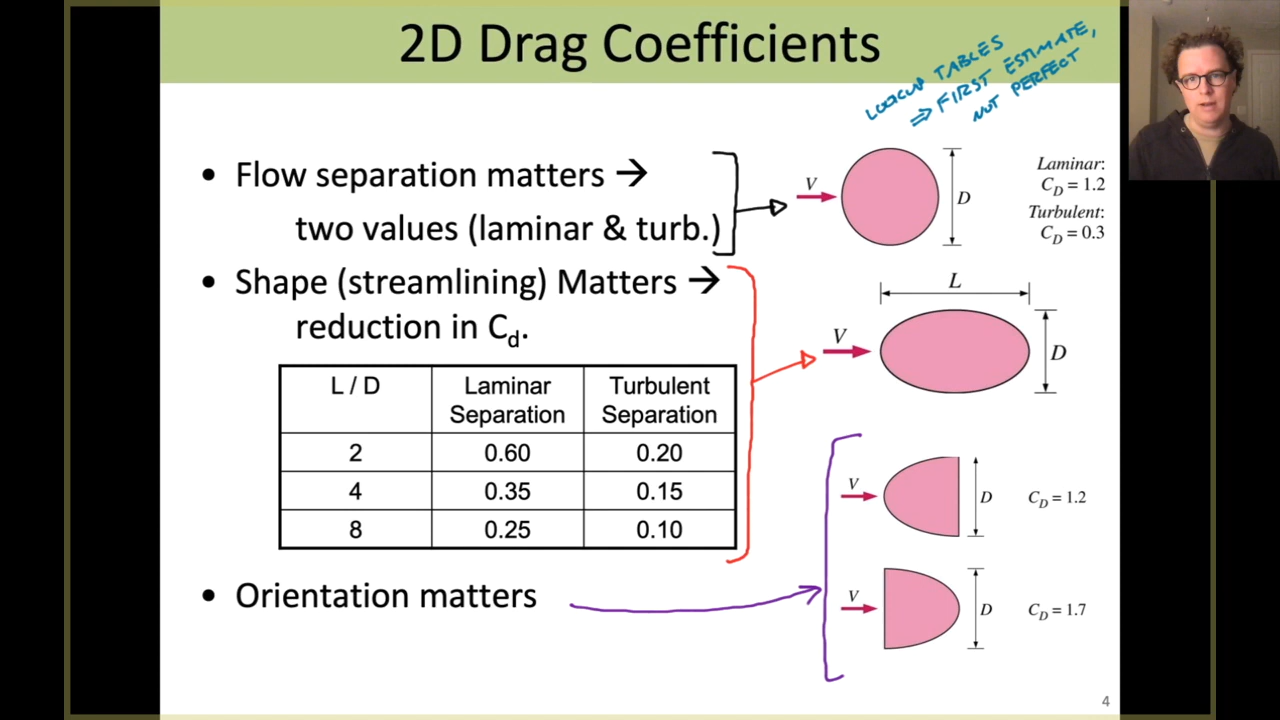 2D Drag Coefficients
LOOKUP TABLES
⇒ FIRST ESTIMATE,
NOT PERFECT
• Flow separation matters →
two values (laminar & turb.)
V
D
Laminar:
C_D = 1.2
Turbulent:
C_D = 0.3
• Shape (streamlining) Matters →
reduction in C_d.
L
V
D
L / D Laminar Separation Turbulent Separation
2 0.60 0.20
4 0.35 0.15
8 0.25 0.10
V
D
C_D = 1.2
• Orientation matters
V
D
C_D = 1.7
4